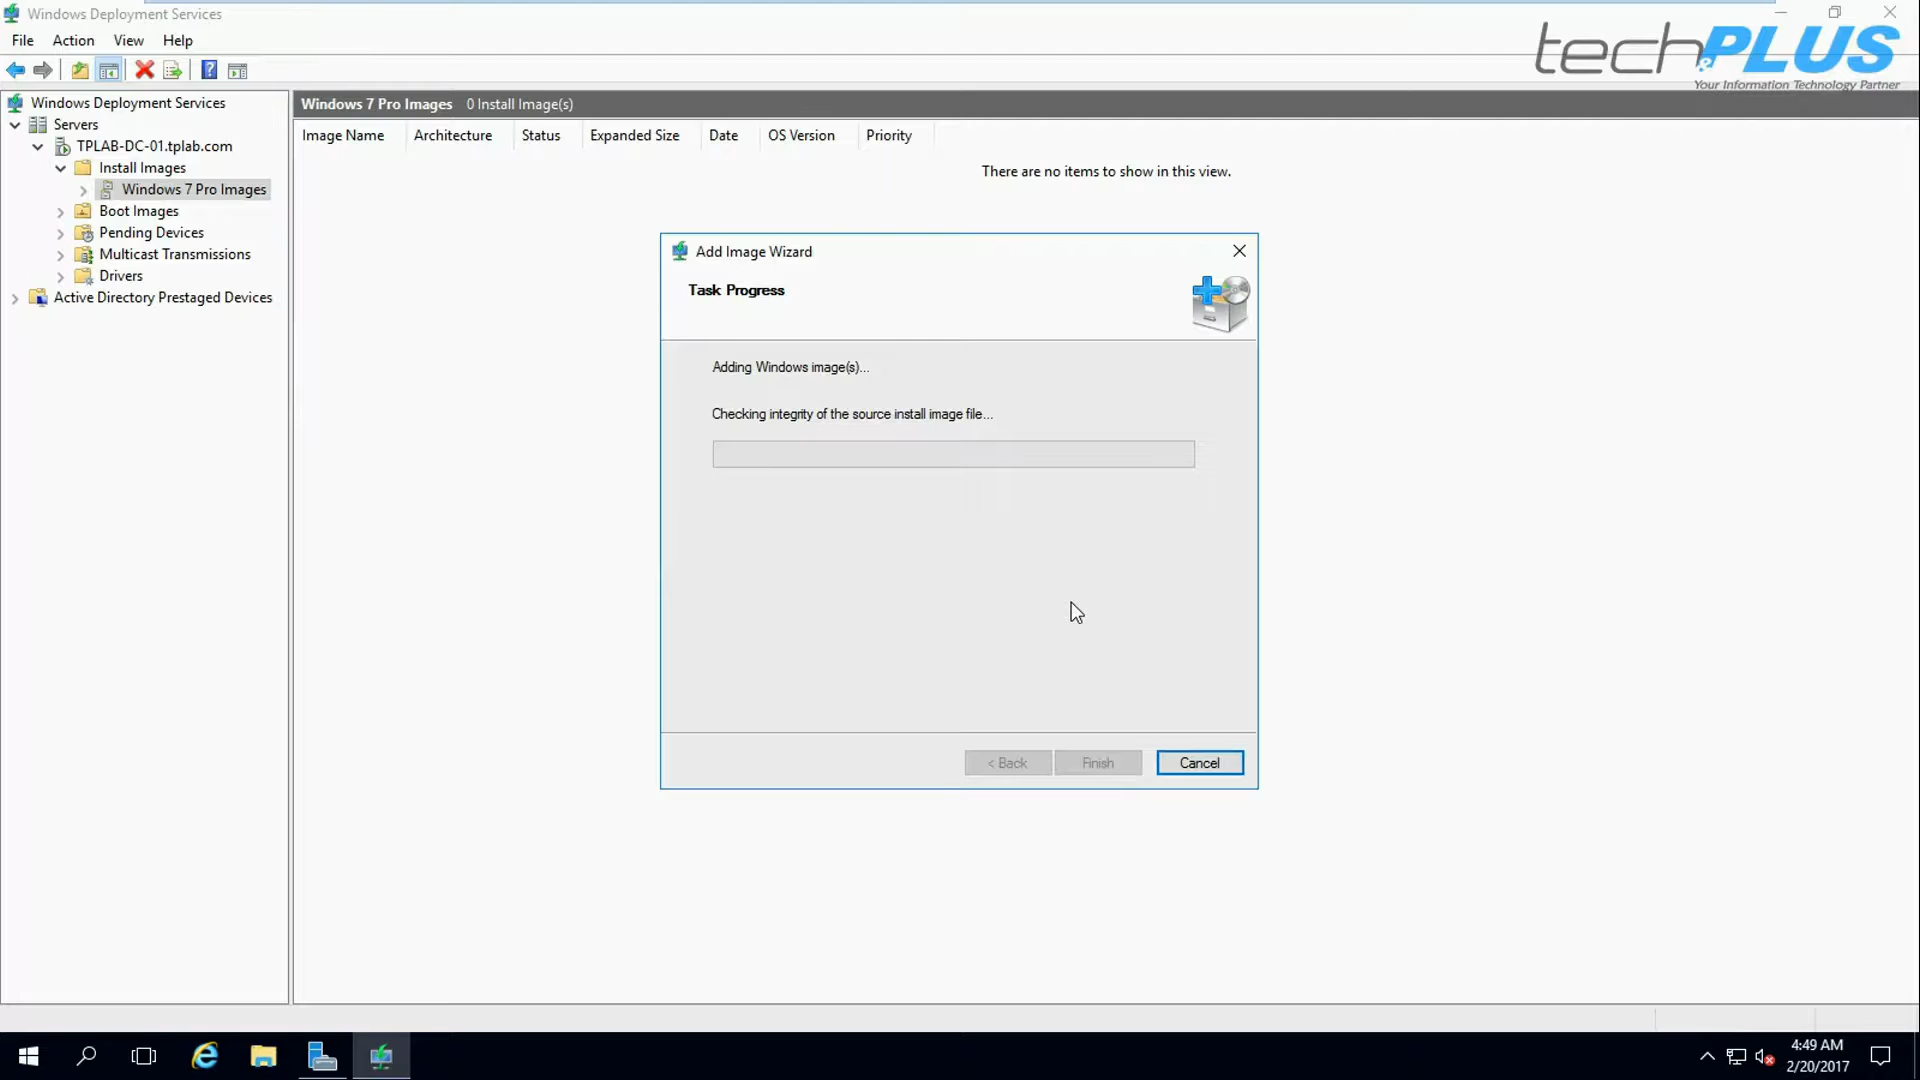 Windows Deployment Services
File Action View Help
tech&PLUS
Your Information Technology Partner
Windows Deployment Services
Servers
TPLAB-DC-01.tplab.com
Install Images
Windows 7 Pro Images
Boot Images
Pending Devices
Multicast Transmissions
Drivers
Active Directory Prestaged Devices
Windows 7 Pro Images 0 Install Image(s)
Image Name Architecture Status Expanded Size Date OS Version Priority
There are no items to show in this view.
Add Image Wizard
Task Progress
Adding Windows image(s)...
Checking integrity of the source install image file...
< Back Finish Cancel
4:49 AM
2/20/2017